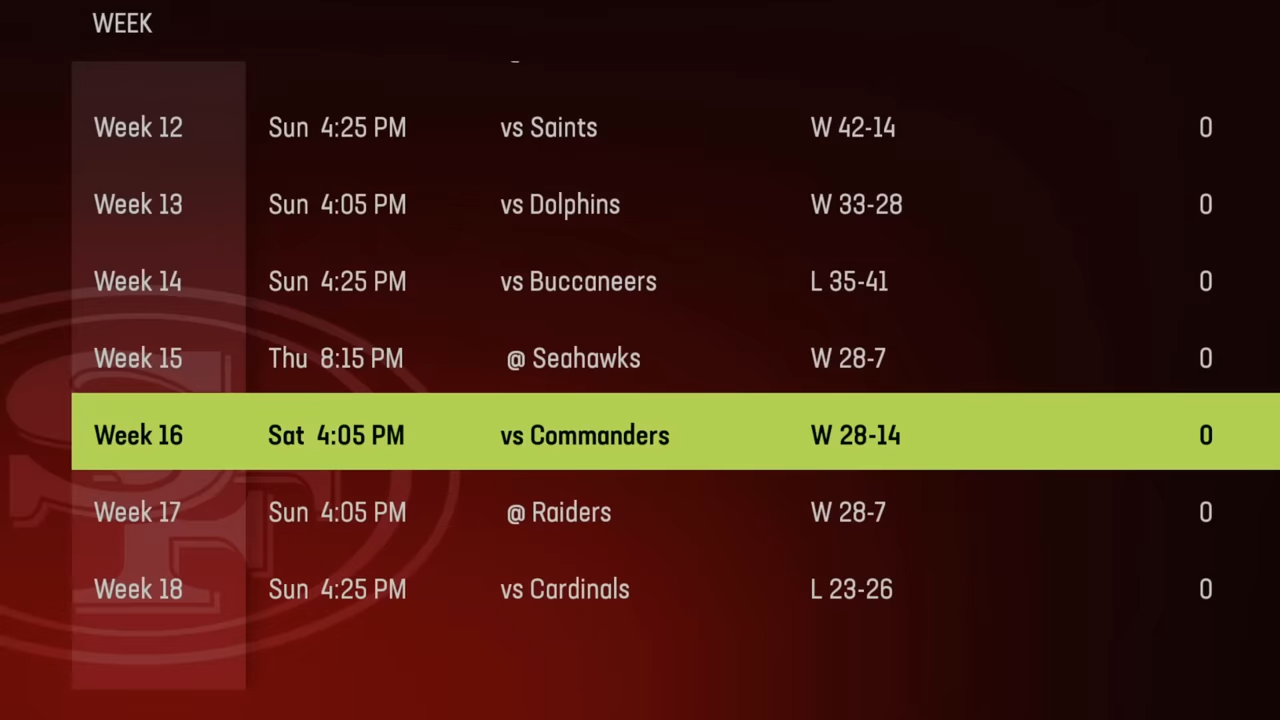 WEEK
Week 12 Sun 4:25 PM vs Saints W 42-14 0
Week 13 Sun 4:05 PM vs Dolphins W 33-28 0
Week 14 Sun 4:25 PM vs Buccaneers L 35-41 0
Week 15 Thu 8:15 PM @ Seahawks W 28-7 0
Week 16 Sat 4:05 PM vs Commanders W 28-14 0
Week 17 Sun 4:05 PM @ Raiders W 28-7 0
Week 18 Sun 4:25 PM vs Cardinals L 23-26 0
SF